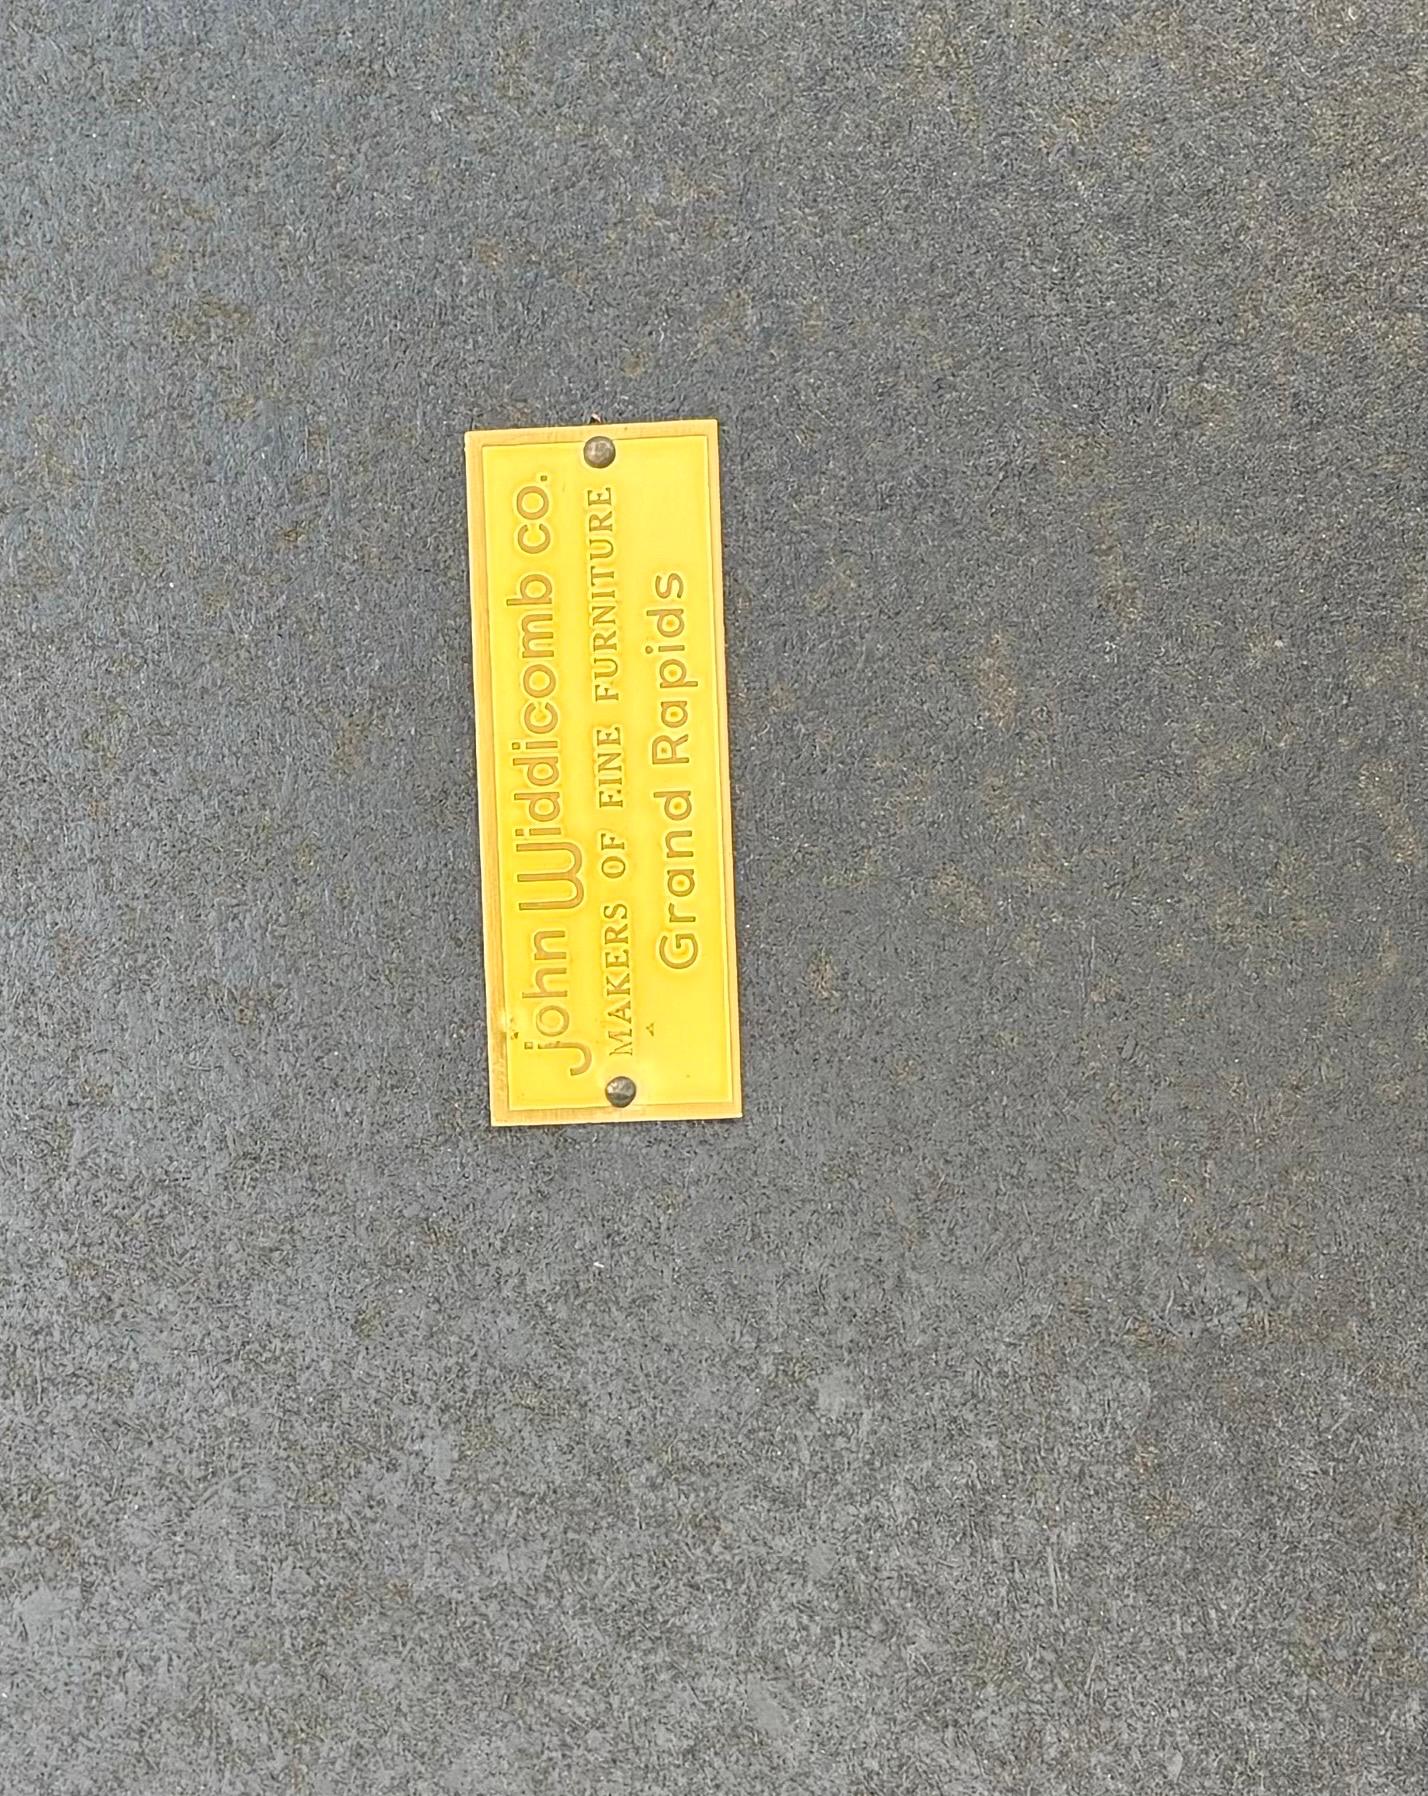 john Widdicomb co.
MAKERS OF FINE FURNITURE
Grand Rapids